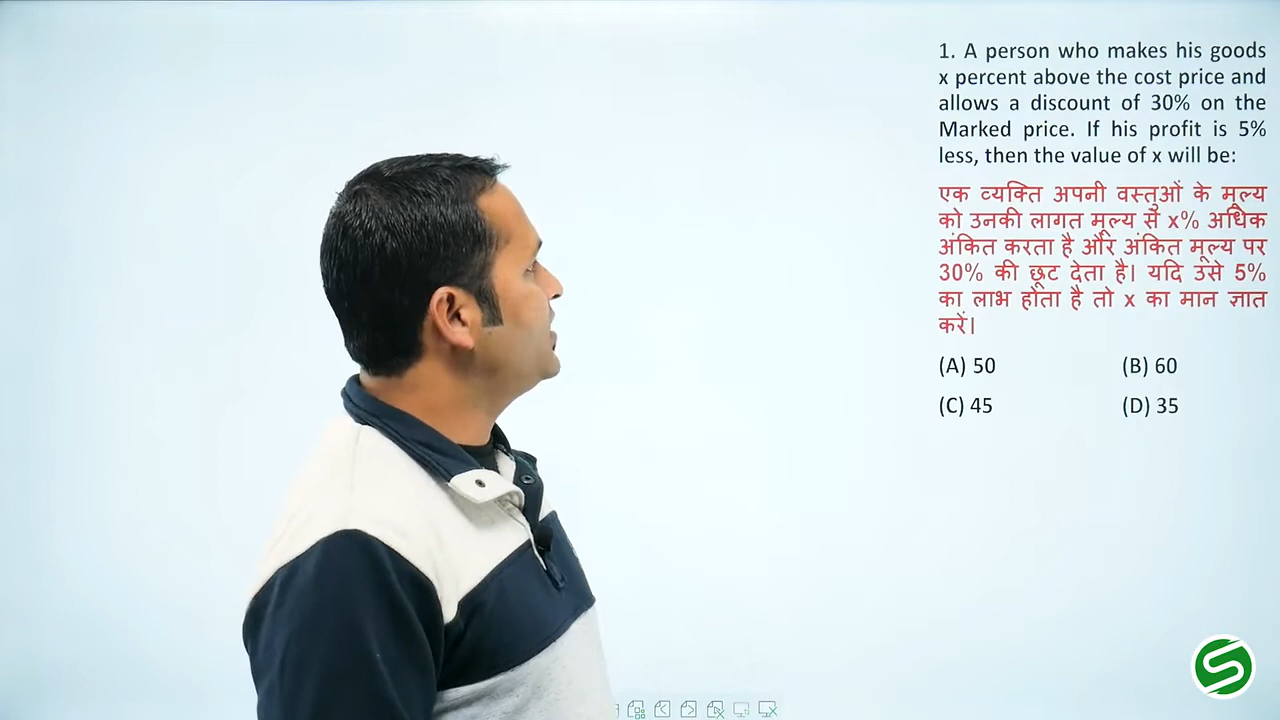 1. A person who makes his goods
x percent above the cost price and
allows a discount of 30% on the
Marked price. If his profit is 5%
less, then the value of x will be:
एक व्यक्ति अपनी वस्तुओं के मूल्य
को उनकी लागत मूल्य से x% अधिक
अंकित करता है और अंकित मूल्य पर
30% की छूट देता है। यदि उसे 5%
का लाभ होता है तो x का मान ज्ञात
करें।
(A) 50 (B) 60
(C) 45 (D) 35